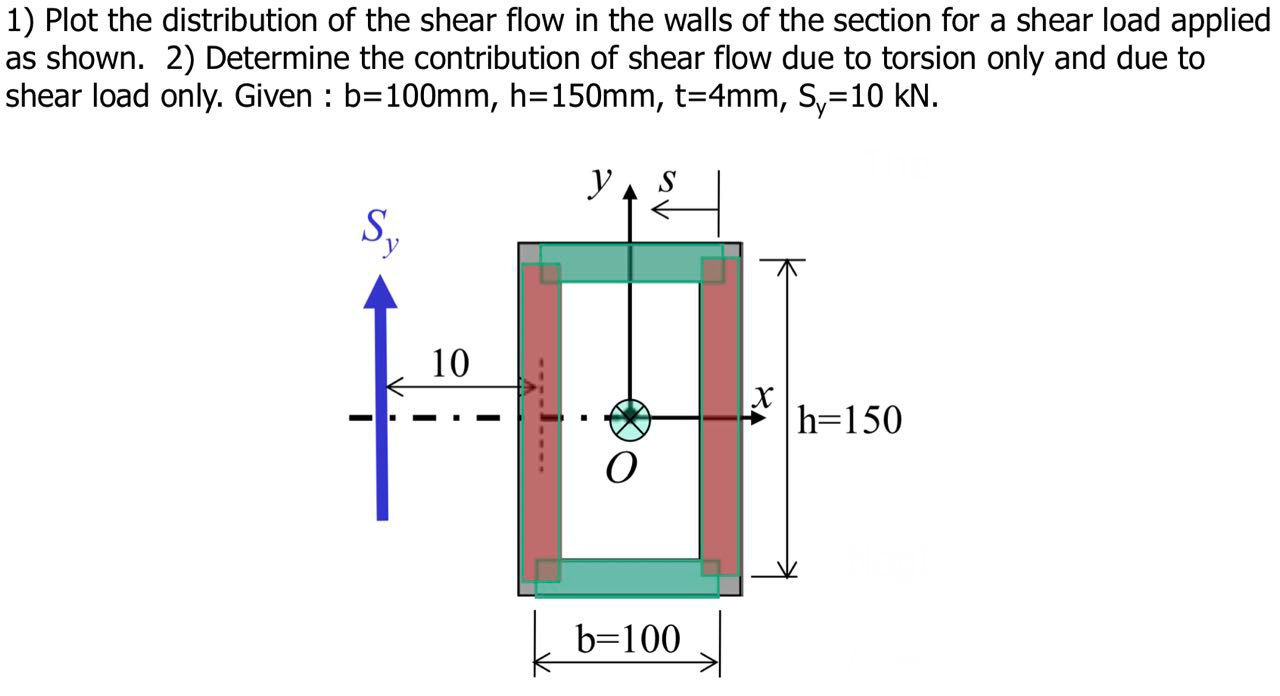 1) Plot the distribution of the shear flow in the walls of the section for a shear load applied
as shown.  2) Determine the contribution of shear flow due to torsion only and due to
shear load only. Given : b=100mm, h=150mm, t=4mm, Sy=10 kN.
y
s
Sy
10
x
h=150
O
b=100